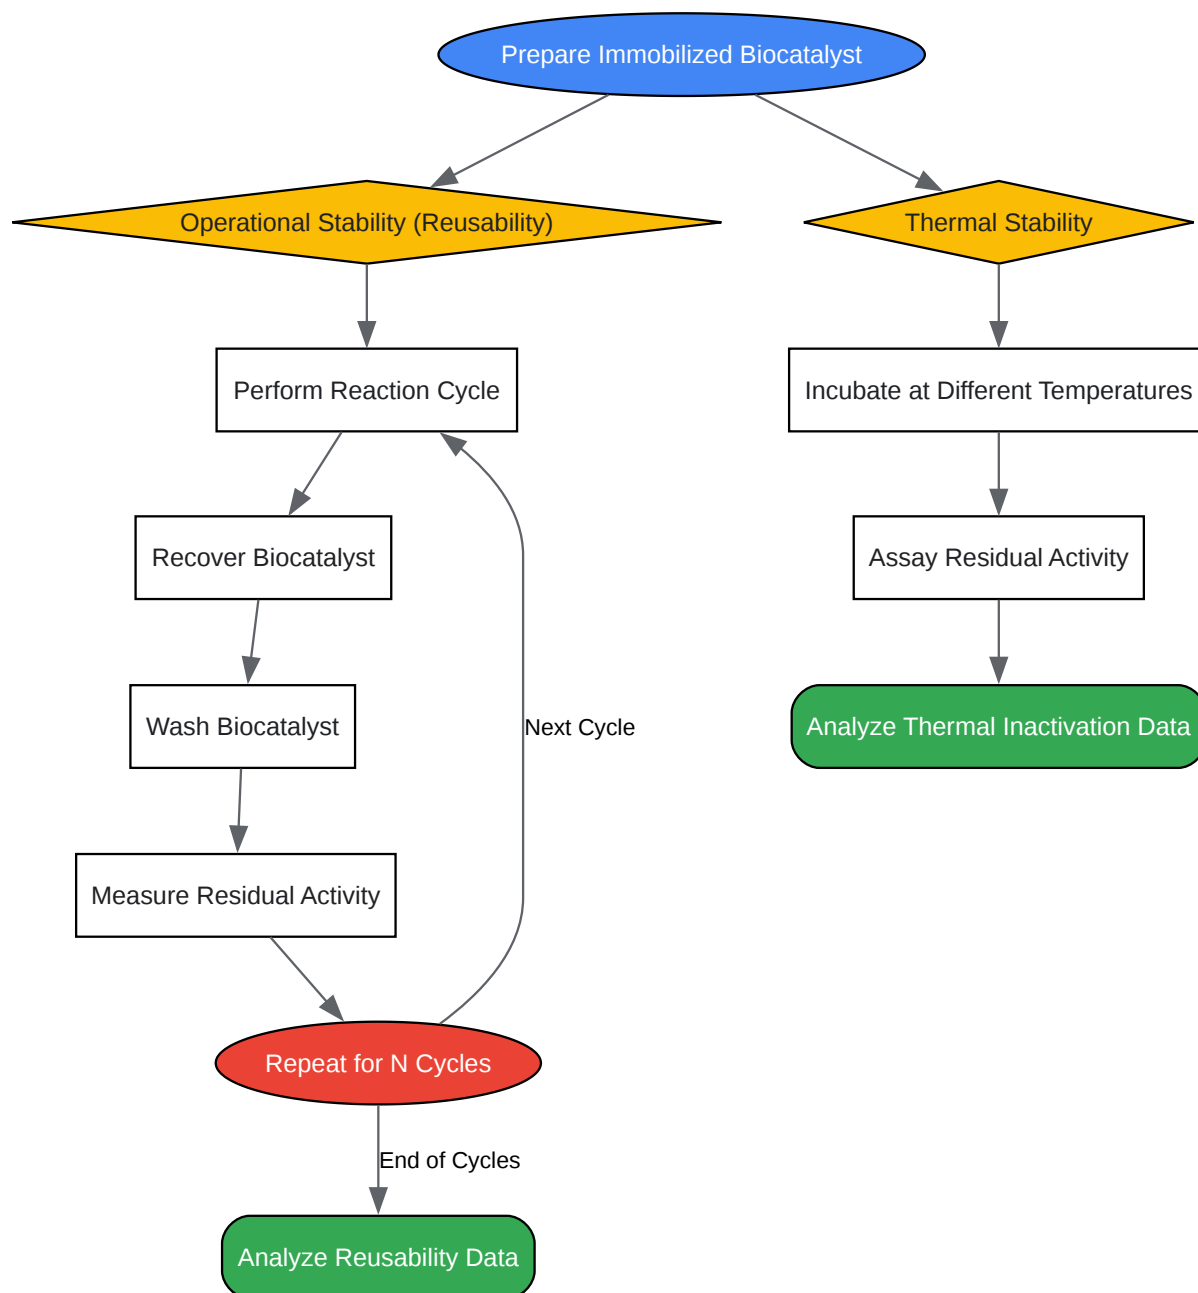 Prepare Immobilized Biocatalyst
Operational Stability (Reusability)
Thermal Stability
Perform Reaction Cycle
Incubate at Different Temperatures
Recover Biocatalyst
Assay Residual Activity
Wash Biocatalyst
Next Cycle
Analyze Thermal Inactivation Data
Measure Residual Activity
Repeat for N Cycles
End of Cycles
Analyze Reusability Data